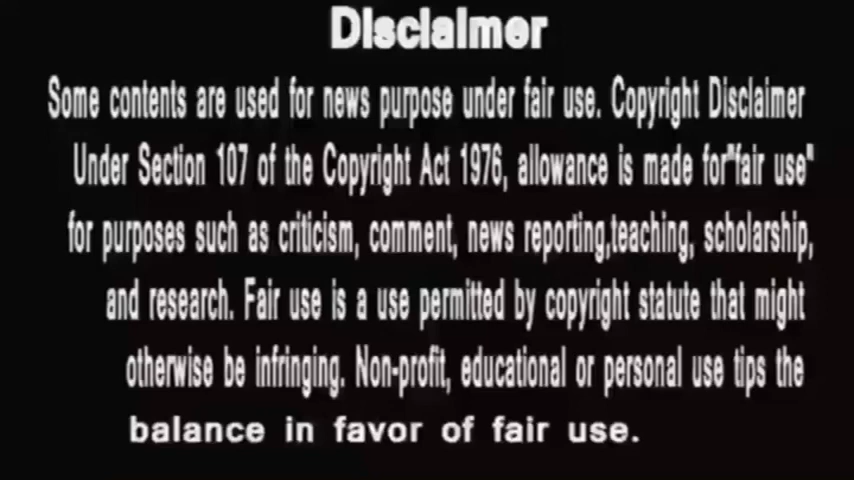 Disclaimer
Some contents are used for news purpose under fair use. Copyright Disclaimer
Under Section 107 of the Copyright Act 1976, allowance is made for"fair use"
for purposes such as criticism, comment, news reporting,teaching, scholarship,
and research. Fair use is a use permitted by copyright statute that might
otherwise be infringing. Non-profit, educational or personal use tips the
balance in favor of fair use.